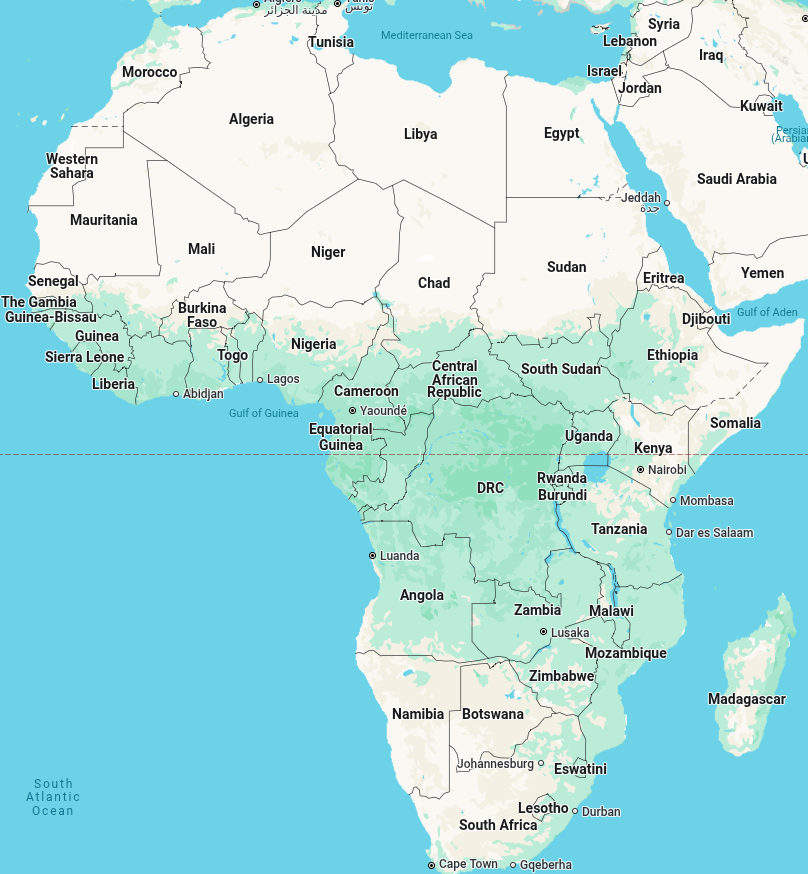 مدينة الجزائر
تونس
Syria
Mediterranean Sea
Tunisia
Lebanon
Iraq
Morocco
Israel
Jordan
Kuwait
Algeria
Libya
Egypt
Western
Sahara
Saudi Arabia
Jeddah
جدة
Mauritania
Mali
Niger
Chad
Sudan
Eritrea
Yemen
Senegal
The Gambia
Guinea-Bissau
Burkina
Faso
Gulf of Aden
Djibouti
Guinea
Sierra Leone
Togo
Nigeria
Ethiopia
Central
African
Republic
South Sudan
Liberia
Abidjan
Lagos
Cameroon
Yaoundé
Gulf of Guinea
Equatorial
Guinea
Somalia
Uganda
Kenya
Nairobi
DRC
Rwanda
Burundi
Mombasa
Tanzania
Dar es Salaam
Luanda
Angola
Zambia
Malawi
Lusaka
Mozambique
Zimbabwe
Madagascar
Namibia
Botswana
Johannesburg
Eswatini
South
Atlantic
Ocean
Lesotho
Durban
South Africa
Cape Town
Gqeberha